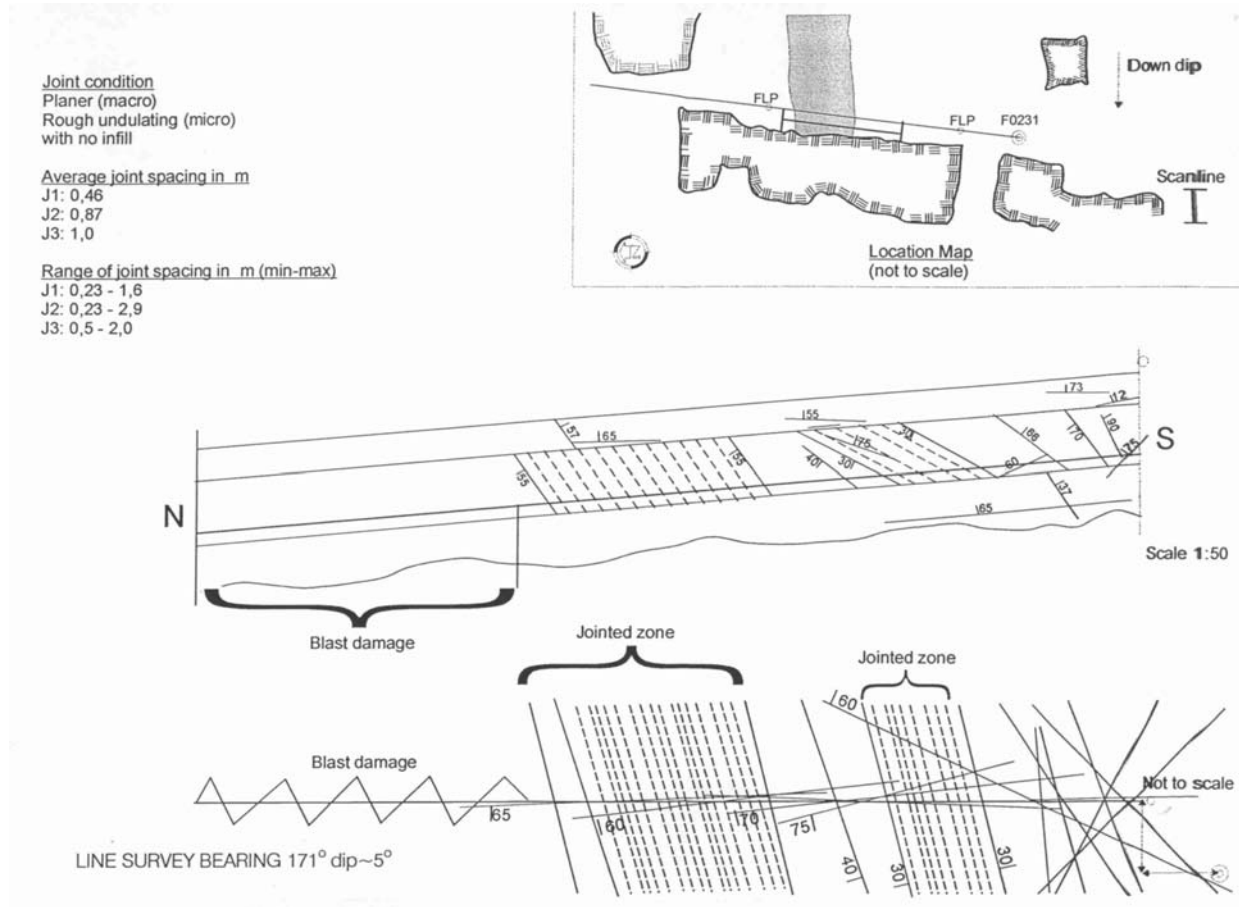 Joint condition
Planer (macro)
Rough undulating (micro)
with no infill
Average joint spacing in m
J1: 0,46
J2: 0,87
J3: 1,0
Range of joint spacing in m (min-max)
J1: 0,23 - 1,6
J2: 0,23 - 2,9
J3: 0,5 - 2,0
FLP
FLP
F0231
Down dip
Scanline
Location Map
(not to scale)
N
S
57
65
55
55
55
75
30
40
30
66
60
73
12
70
90
75
37
65
Scale 1:50
Blast damage
Jointed zone
Jointed zone
Blast damage
65
60
70
75
40
30
30
60
Not to scale
LINE SURVEY BEARING 171° dip~5°